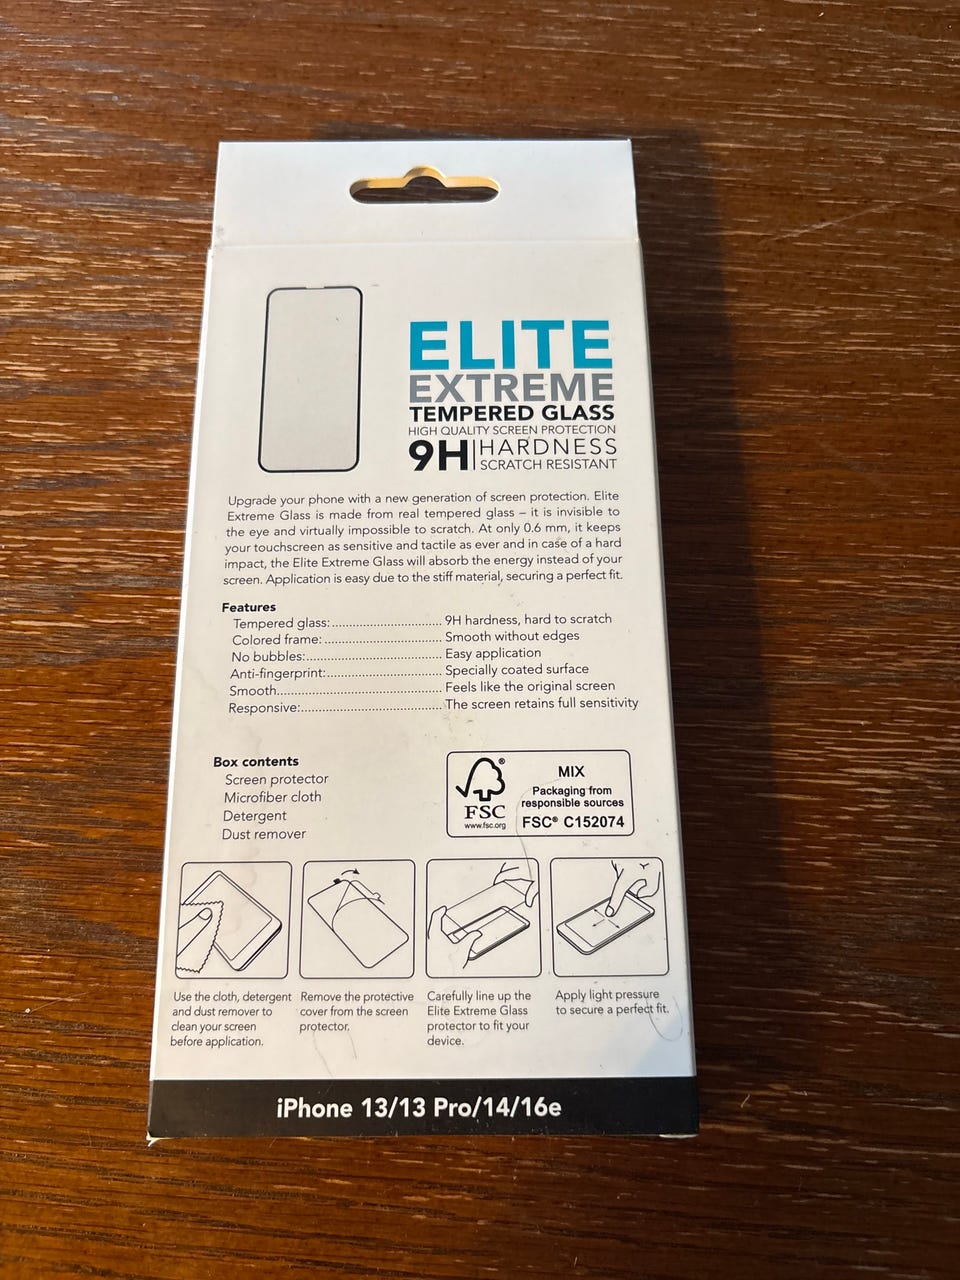 ELITE
EXTREME
TEMPERED GLASS
HIGH QUALITY SCREEN PROTECTION
9H HARDNESS
SCRATCH RESISTANT
Upgrade your phone with a new generation of screen protection. Elite
Extreme Glass is made from real tempered glass – it is invisible to
the eye and virtually impossible to scratch. At only 0.6 mm, it keeps
your touchscreen as sensitive and tactile as ever and in case of a hard
impact, the Elite Extreme Glass will absorb the energy instead of your
screen. Application is easy due to the stiff material, securing a perfect fit.
Features
Tempered glass:............................ 9H hardness, hard to scratch
Colored frame:.............................. Smooth without edges
No bubbles:................................... Easy application
Anti-fingerprint:............................. Specially coated surface
Smooth.......................................... Feels like the original screen
Responsive:.................................... The screen retains full sensitivity
Box contents
Screen protector
Microfiber cloth
Detergent
Dust remover
FSC®
www.fsc.org
MIX
Packaging from
responsible sources
FSC® C152074
Use the cloth, detergent
and dust remover to
clean your screen
before application.
Remove the protective
cover from the screen
protector.
Carefully line up the
Elite Extreme Glass
protector to fit your
device.
Apply light pressure
to secure a perfect fit.
iPhone 13/13 Pro/14/16e